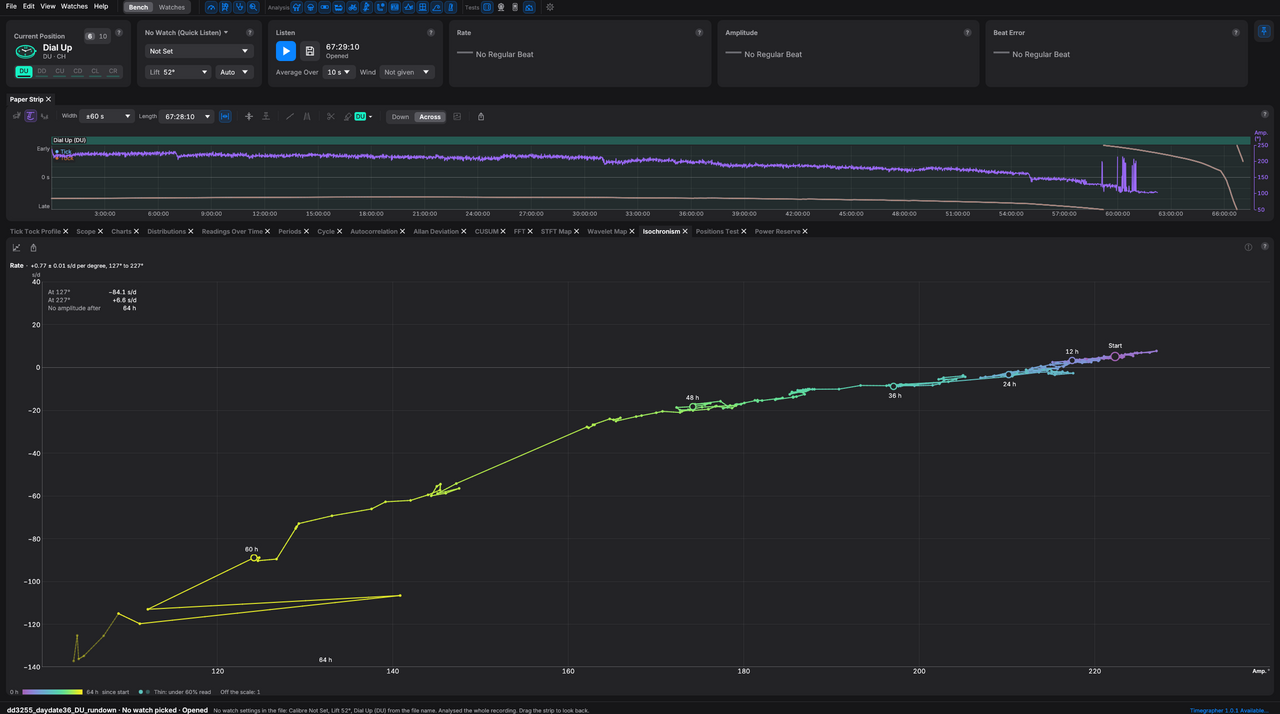 File Edit View Watches Help Bench Watches Analysis Tests
Current Position 6 10 ?
Dial Up
DU · CH
DU DD CU CD CL CR
No Watch (Quick Listen)
Not Set
Lift 52° Auto
Listen ?
67:29:10
Opened
Average Over 10 s Wind Not given
Rate ?
No Regular Beat
Amplitude ?
No Regular Beat
Beat Error ?
No Regular Beat
Paper Strip ✕
Width ±60 s Length 67:28:10 DU Down Across ?
Dial Up (DU)
Early
Tick
0 s
Late
Amp. (°)
250
200
150
100
50
3:00:00 6:00:00 9:00:00 12:00:00 15:00:00 18:00:00 21:00:00 24:00:00 27:00:00 30:00:00 33:00:00 36:00:00 39:00:00 42:00:00 45:00:00 48:00:00 51:00:00 54:00:00 57:00:00 60:00:00 63:00:00 66:00:00
Tick Tock Profile ✕ Scope ✕ Charts ✕ Distributions ✕ Readings Over Time ✕ Periods ✕ Cycle ✕ Autocorrelation ✕ Allan Deviation ✕ CUSUM ✕ FFT ✕ STFT Map ✕ Wavelet Map ✕ Isochronism ✕ Positions Test ✕ Power Reserve ✕
Rate · +0.77 ± 0.01 s/d per degree, 127° to 227°
s/d
40
At 127° −84.1 s/d
At 227° +6.6 s/d
No amplitude after 64 h
20
0
−20
−40
−60
−80
−100
−120
−140
Start
12 h
24 h
36 h
48 h
60 h
64 h
120 140 160 180 200 220 Amp. °
0 h 64 h since start Thin: under 60% read Off the scale: 1
dd3255_daydate36_DU_rundown · No watch picked · Opened No watch settings in the file: Calibre Not Set, Lift 52°, Dial Up (DU) from the file name. Analysed the whole recording. Drag the strip to look back. Timegrapher 1.0.1 Available...